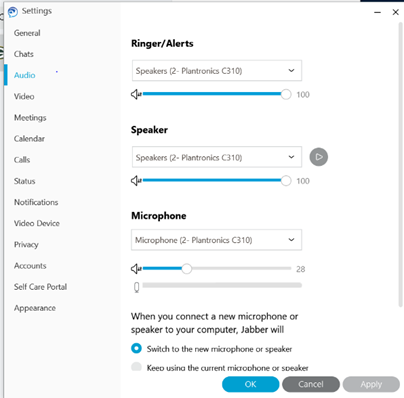 Settings
General
Chats
Audio
Video
Meetings
Calendar
Calls
Status
Notifications
Video Device
Privacy
Accounts
Self Care Portal
Appearance
Ringer/Alerts
Speakers (2- Plantronics C310)
100
Speaker
Speakers (2- Plantronics C310)
100
Microphone
Microphone (2- Plantronics C310)
28
When you connect a new microphone or
speaker to your computer, Jabber will
Switch to the new microphone or speaker
Keep using the current microphone or speaker
OK
Cancel
Apply